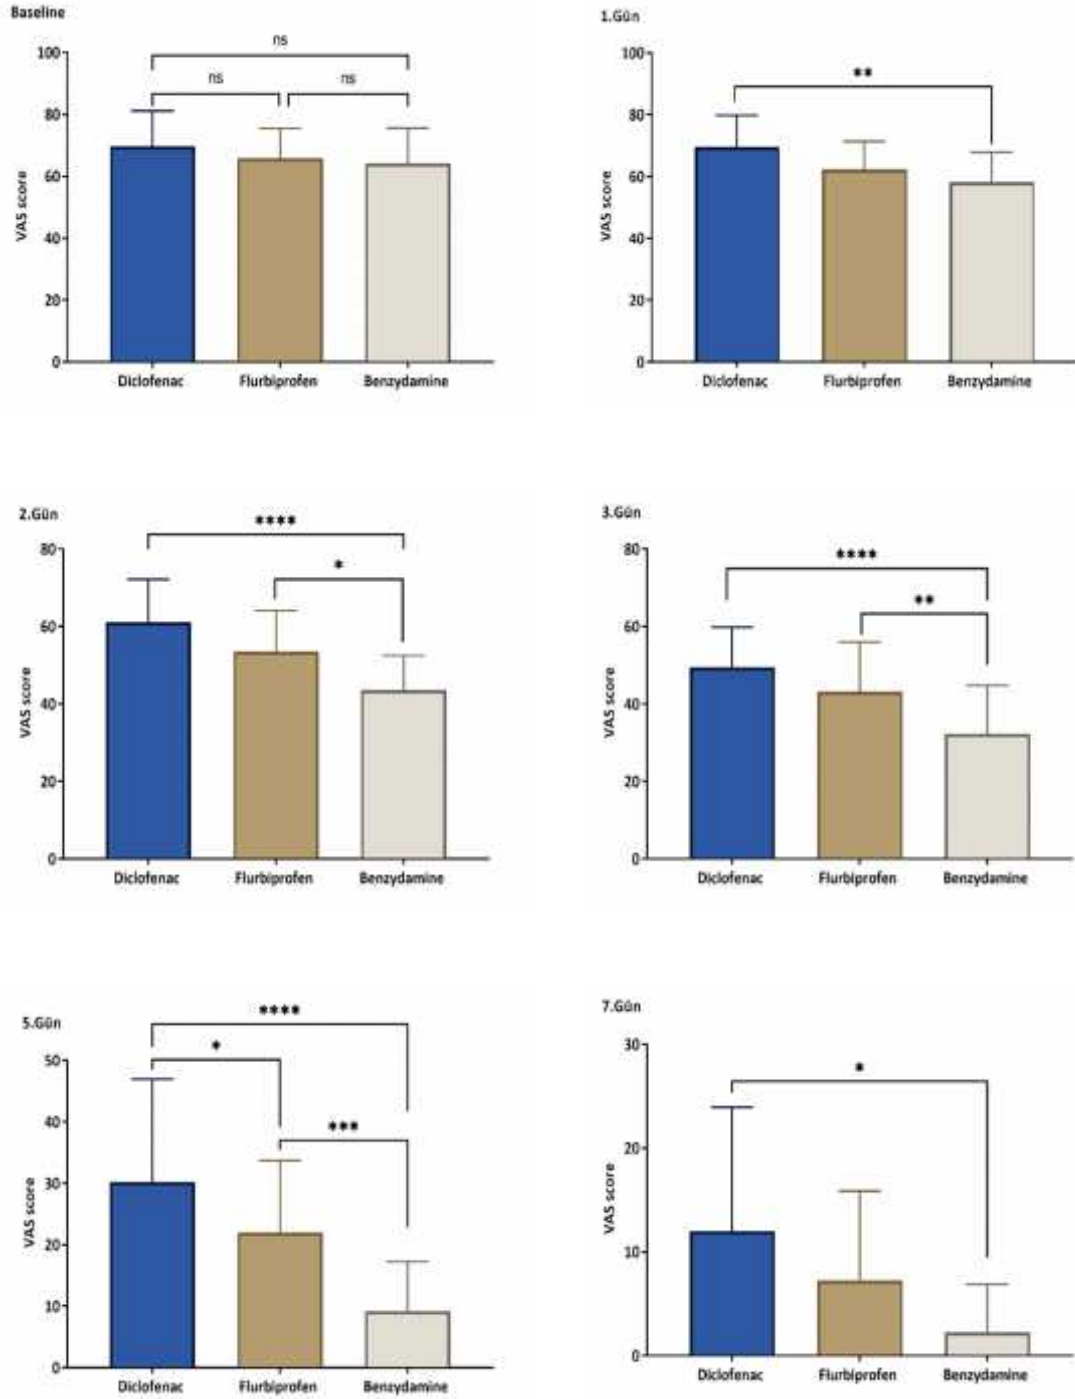 Baseline
ns
ns
ns
100
80
60
40
20
0
VAS score
Diclofenac
Flurbiprofen
Benzydamine
1.Gün
**
100
80
60
40
20
0
VAS score
Diclofenac
Flurbiprofen
Benzydamine
2.Gün
****
*
80
60
40
20
0
VAS score
Diclofenac
Flurbiprofen
Benzydamine
3.Gün
****
**
80
60
40
20
0
VAS score
Diclofenac
Flurbiprofen
Benzydamine
5.Gün
****
*
***
50
40
30
20
10
0
VAS score
Diclofenac
Flurbiprofen
Benzydamine
7.Gün
*
30
20
10
0
VAS score
Diclofenac
Flurbiprofen
Benzydamine